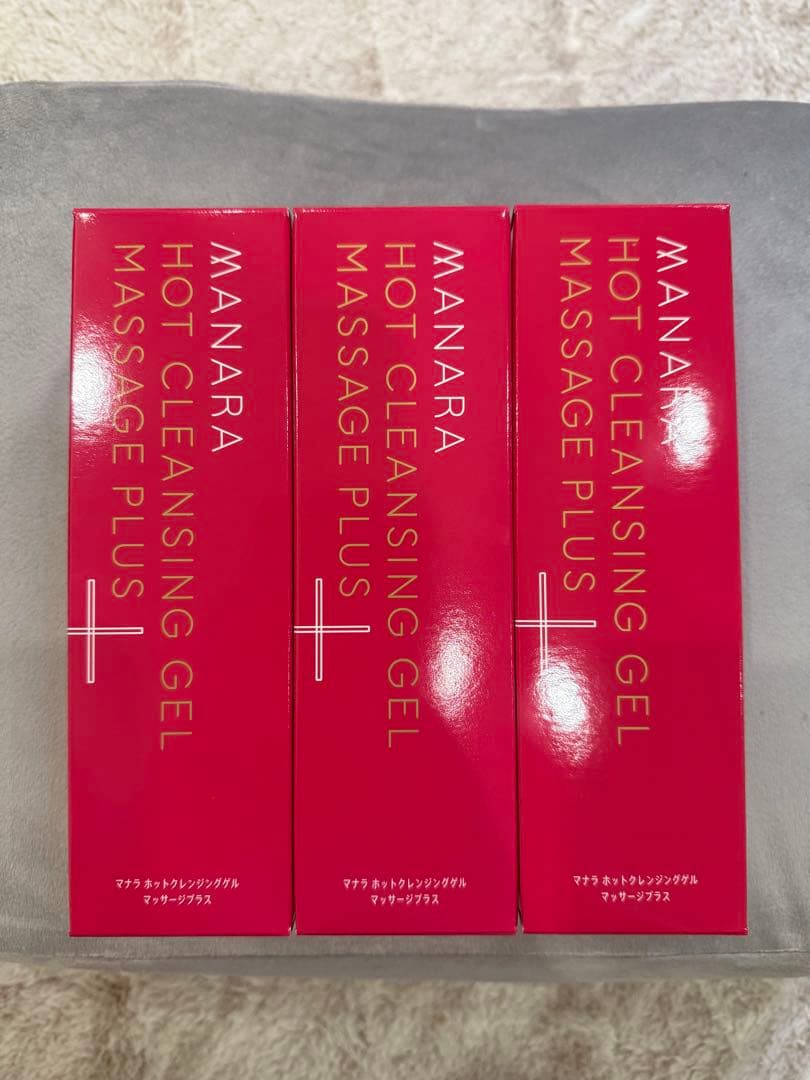 MANARA
HOT CLEANSING GEL
MASSAGE PLUS
マナラ ホットクレンジングゲル
マッサージプラス
MANARA
HOT CLEANSING GEL
MASSAGE PLUS
マナラ ホットクレンジングゲル
マッサージプラス
MANARA
HOT CLEANSING GEL
MASSAGE PLUS
マナラ ホットクレンジングゲル
マッサージプラス